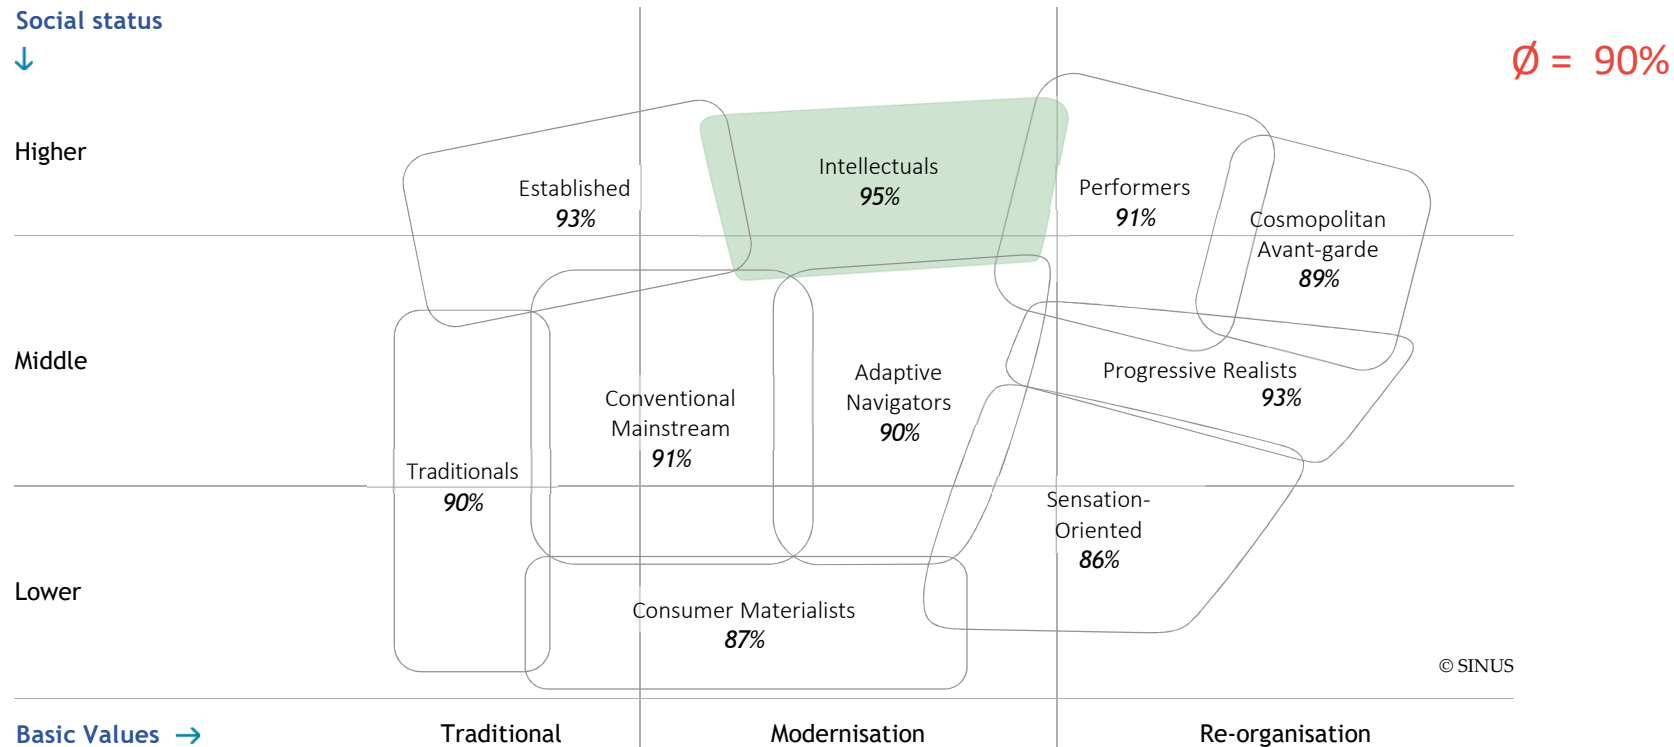 Social status
↓
Ø = 90%
Higher
Established
93%
Intellectuals
95%
Performers
91%
Cosmopolitan
Avant-garde
89%
Middle
Traditionals
90%
Conventional
Mainstream
91%
Adaptive
Navigators
90%
Progressive Realists
93%
Sensation-
Oriented
86%
Lower
Consumer Materialists
87%
© SINUS
Basic Values →
Traditional
Modernisation
Re-organisation